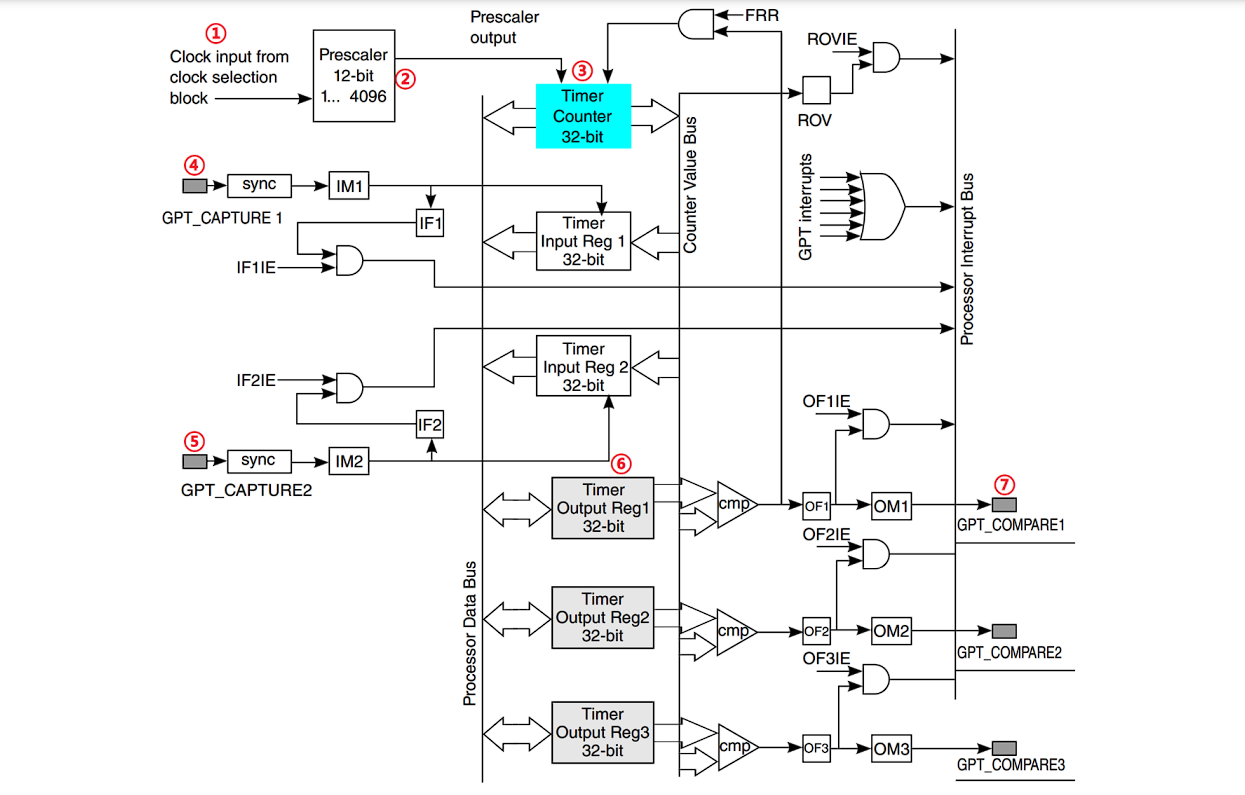 Prescaler
output
FRR
①
Clock input from
clock selection
block
Prescaler
12-bit
1... 4096
②
③
Timer
Counter
32-bit
ROVIE
ROV
Counter Value Bus
GPT interrupts
Processor Interrupt Bus
④
sync
IM1
GPT_CAPTURE 1
IF1
IF1IE
Timer
Input Reg 1
32-bit
Timer
Input Reg 2
32-bit
IF2IE
IF2
⑤
sync
IM2
GPT_CAPTURE2
⑥
Timer
Output Reg1
32-bit
cmp
OF1IE
OF1
OM1
⑦
GPT_COMPARE1
Processor Data Bus
Timer
Output Reg2
32-bit
cmp
OF2IE
OF2
OM2
GPT_COMPARE2
Timer
Output Reg3
32-bit
cmp
OF3IE
OF3
OM3
GPT_COMPARE3